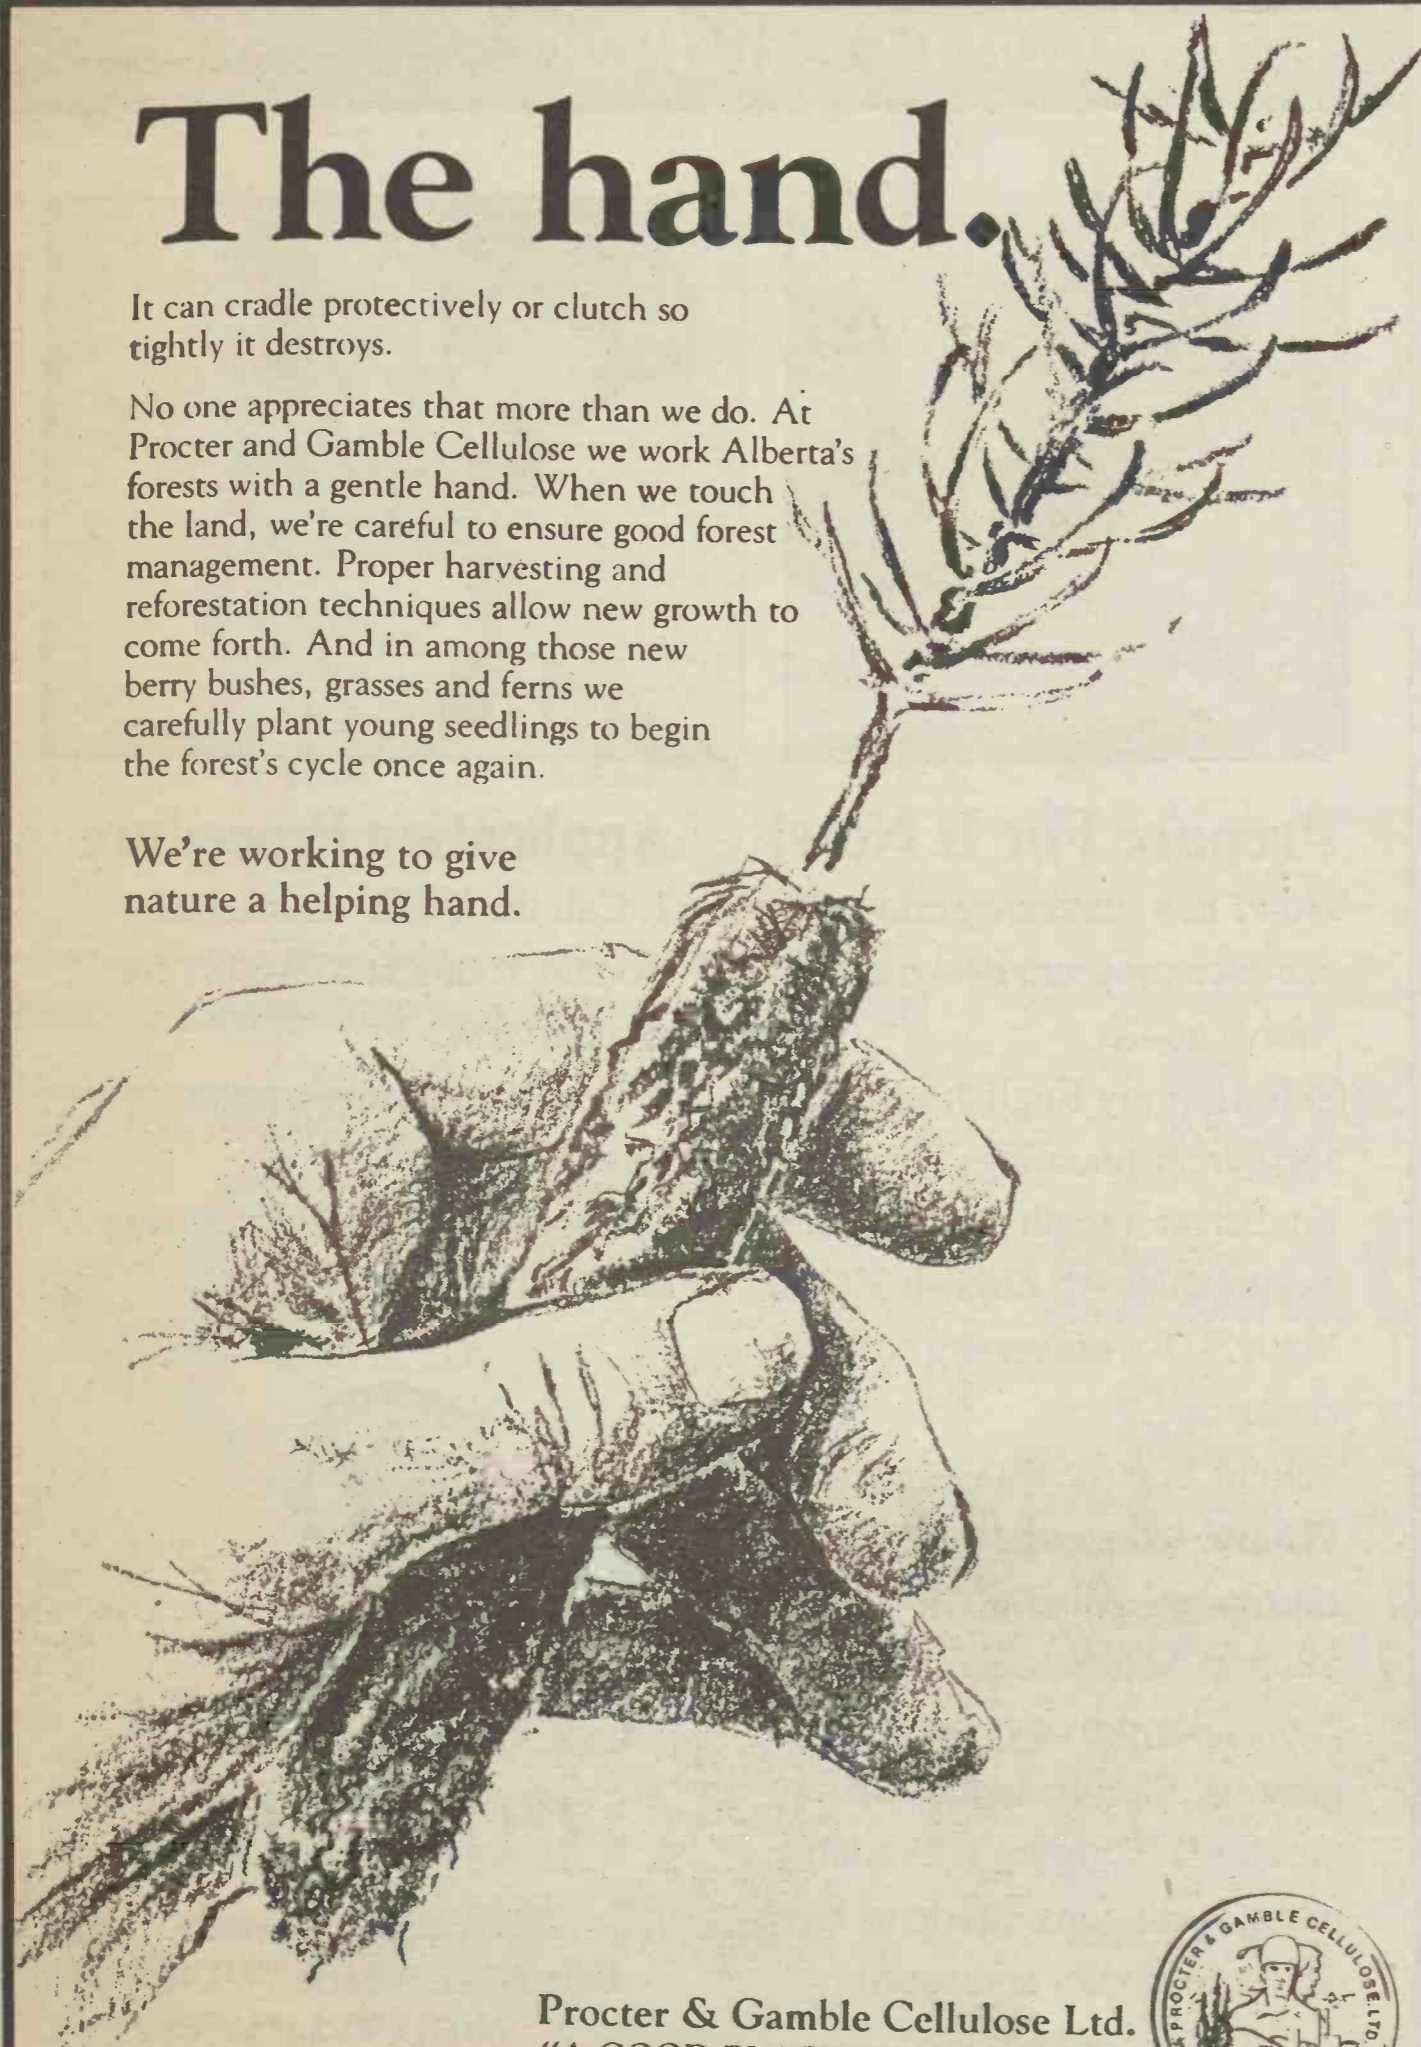 The hand.
It can cradle protectively or clutch so
tightly it destroys.
No one appreciates that more than we do. At
Procter and Gamble Cellulose we work Alberta's
forests with a gentle hand. When we touch
the land, we're careful to ensure good forest
management. Proper harvesting and
reforestation techniques allow new growth to
come forth. And in among those new
berry bushes, grasses and ferns we
carefully plant young seedlings to begin
the forest's cycle once again.
We're working to give
nature a helping hand.
PROCTER & GAMBLE CELLULOSE LTD.
Procter & Gamble Cellulose Ltd.